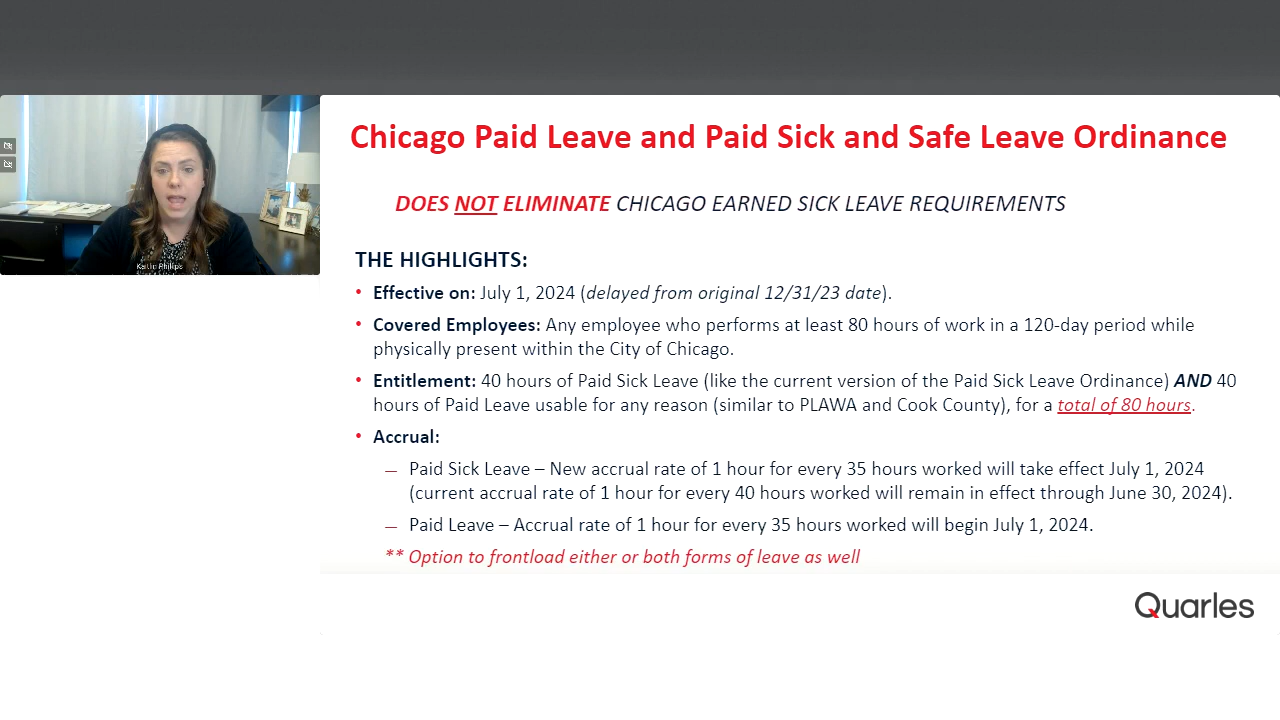 Chicago Paid Leave and Paid Sick and Safe Leave Ordinance
DOES NOT ELIMINATE CHICAGO EARNED SICK LEAVE REQUIREMENTS
THE HIGHLIGHTS:
• Effective on: July 1, 2024 (delayed from original 12/31/23 date).
• Covered Employees: Any employee who performs at least 80 hours of work in a 120-day period while
physically present within the City of Chicago.
• Entitlement: 40 hours of Paid Sick Leave (like the current version of the Paid Sick Leave Ordinance) AND 40
hours of Paid Leave usable for any reason (similar to PLAWA and Cook County), for a total of 80 hours.
• Accrual:
– Paid Sick Leave – New accrual rate of 1 hour for every 35 hours worked will take effect July 1, 2024
(current accrual rate of 1 hour for every 40 hours worked will remain in effect through June 30, 2024).
– Paid Leave – Accrual rate of 1 hour for every 35 hours worked will begin July 1, 2024.
** Option to frontload either or both forms of leave as well
Kaitlin Phillips
Quarles